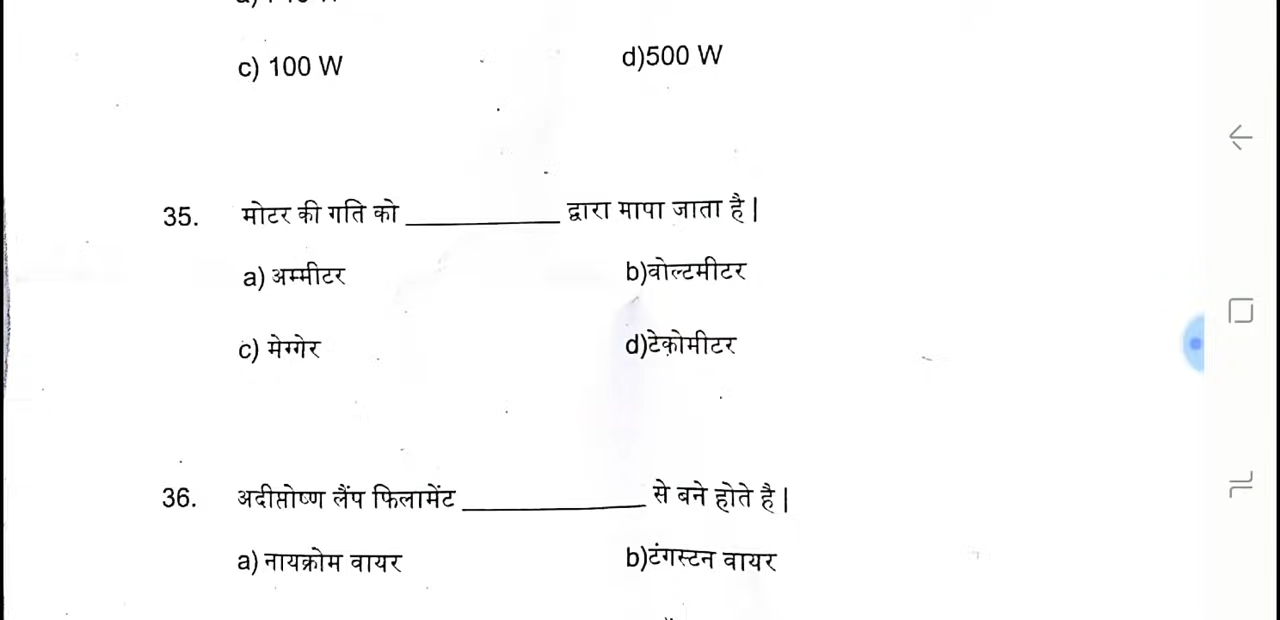 c) 100 W
d)500 W
35. मोटर की गति को __________ द्वारा मापा जाता है|
a) अम्मीटर
b)वोल्टमीटर
c) मेग्गेर
d)टेक़ोमीटर
36. अदीप्तोष्ण लैंप फिलामेंट ____________ से बने होते है|
a) नायक्रोम वायर
b)टंगस्टन वायर